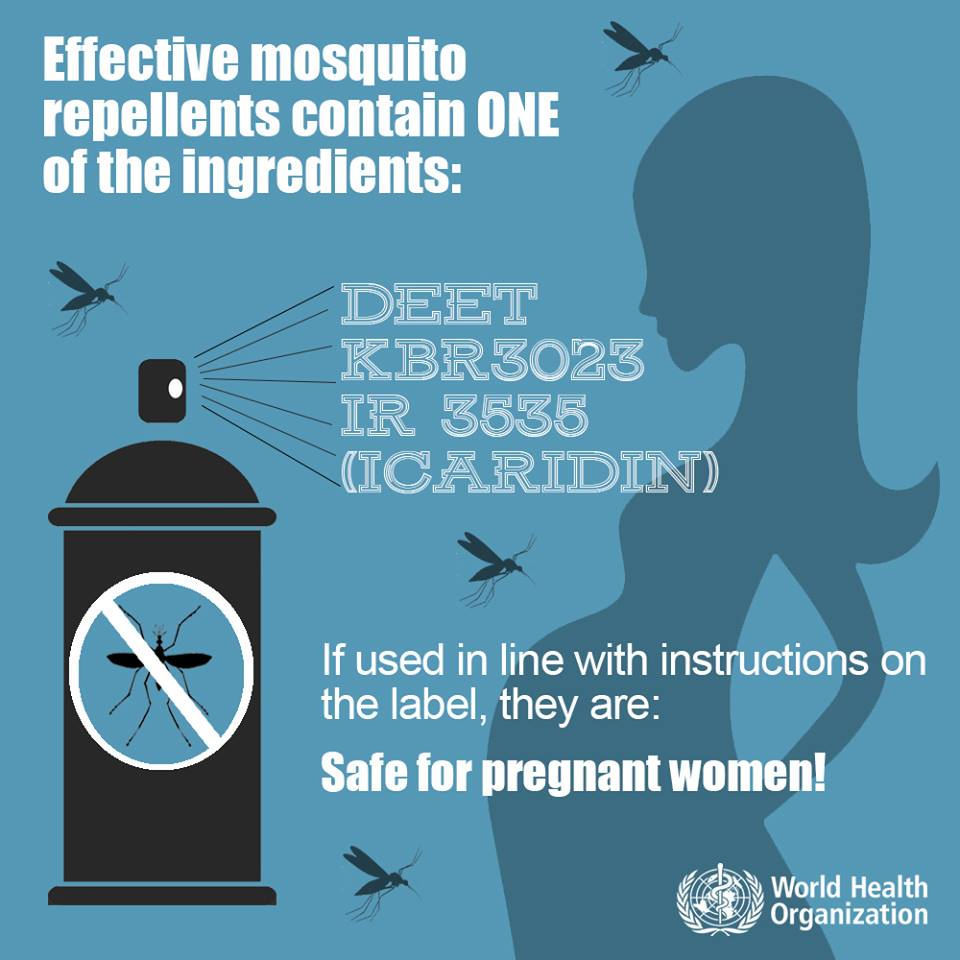 Effective mosquito
repellents contain ONE
of the ingredients:
DEET
KBR3023
IR 3535
(ICARIDIN)
If used in line with instructions on
the label, they are:
Safe for pregnant women!
World Health
Organization